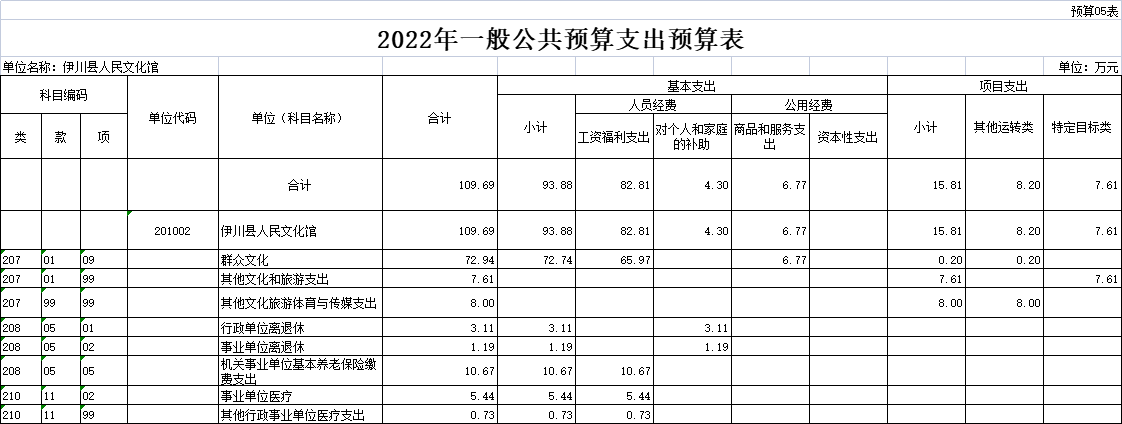 预算05表
2022年一般公共预算支出预算表
单位名称：伊川县人民文化馆 单位：万元
科目编码 单位代码 单位（科目名称） 合计 基本支出 项目支出
类 款 项 小计 人员经费 公用经费 小计 其他运转类 特定目标类
工资福利支出 对个人和家庭的补助 商品和服务支出 资本性支出
合计 109.69 93.88 82.81 4.30 6.77 15.81 8.20 7.61
201002 伊川县人民文化馆 109.69 93.88 82.81 4.30 6.77 15.81 8.20 7.61
207 01 09 群众文化 72.94 72.74 65.97 6.77 0.20 0.20
207 01 99 其他文化和旅游支出 7.61 7.61 7.61
207 99 99 其他文化旅游体育与传媒支出 8.00 8.00 8.00
208 05 01 行政单位离退休 3.11 3.11 3.11
208 05 02 事业单位离退休 1.19 1.19 1.19
208 05 05 机关事业单位基本养老保险缴费支出 10.67 10.67 10.67
210 11 02 事业单位医疗 5.44 5.44 5.44
210 11 99 其他行政事业单位医疗支出 0.73 0.73 0.73